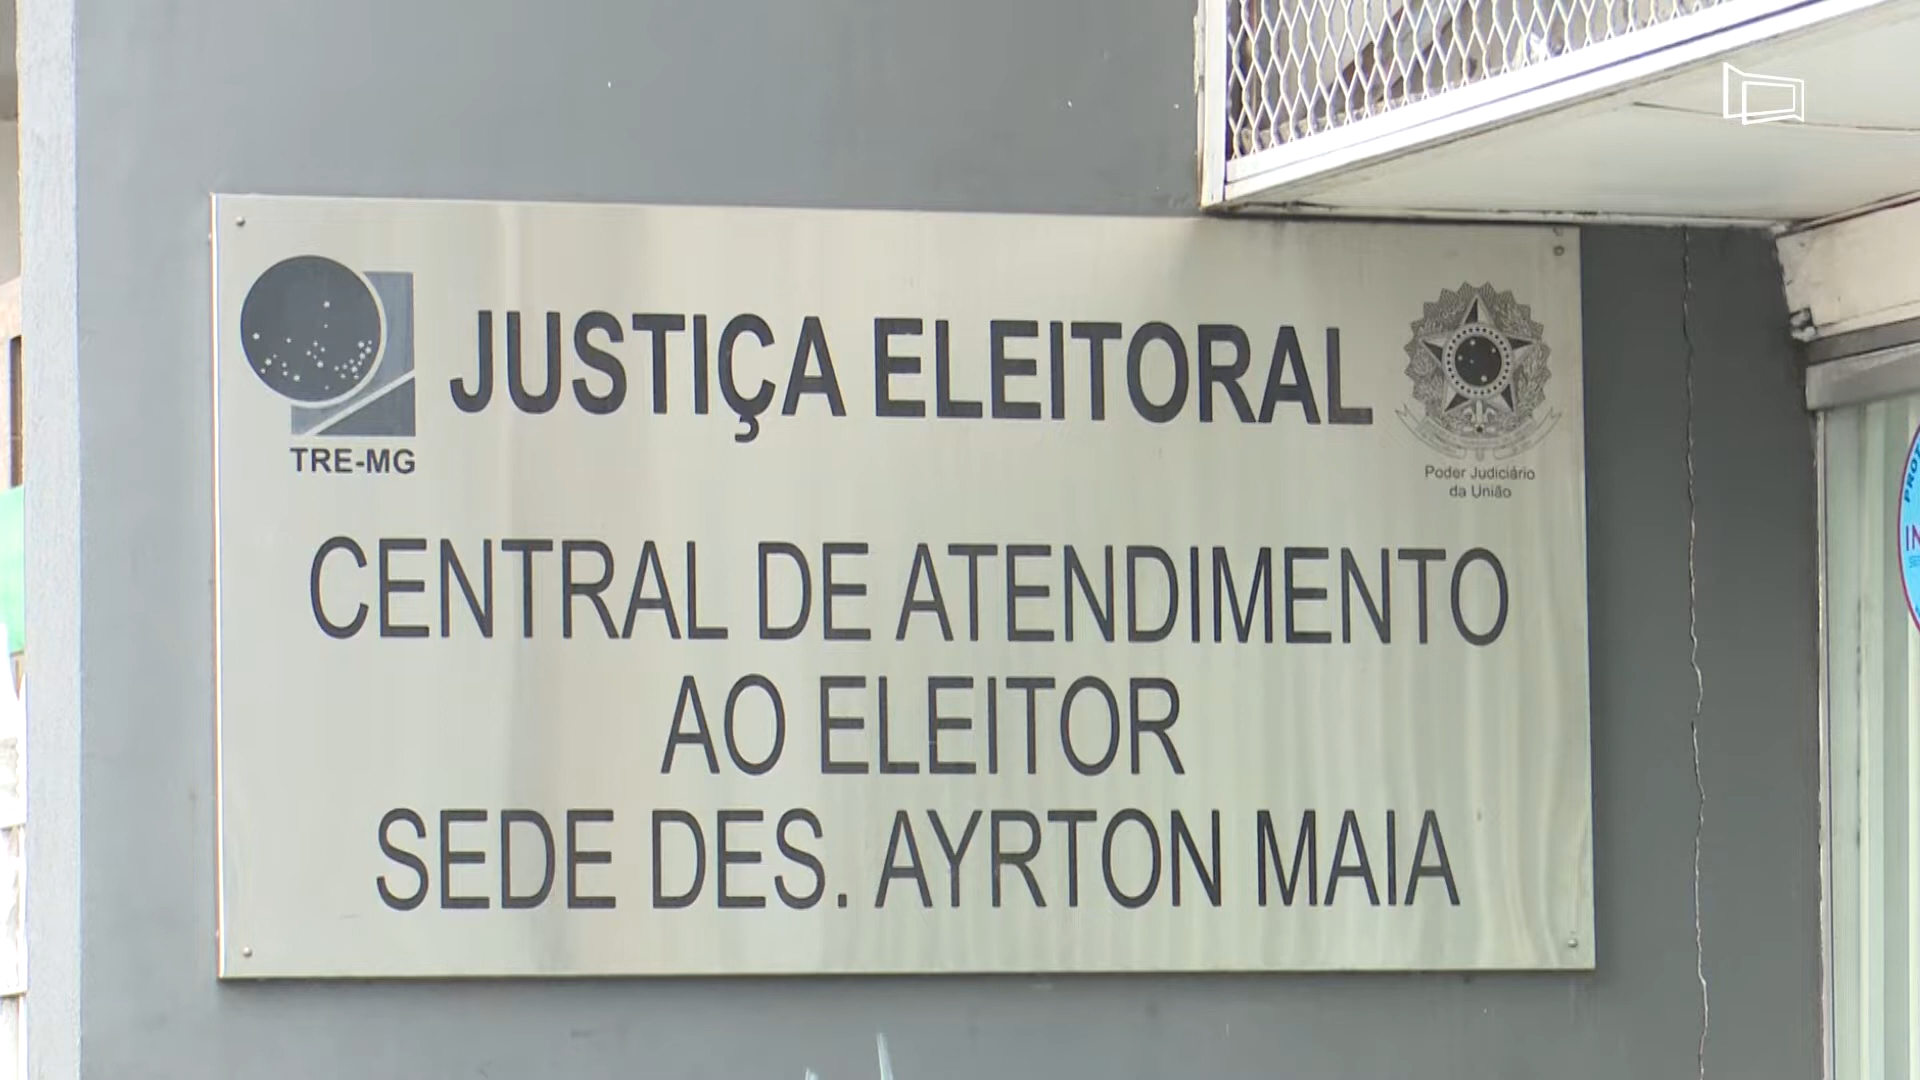 JUSTIÇA ELEITORAL
TRE-MG
Poder Judiciário
da União
CENTRAL DE ATENDIMENTO
AO ELEITOR
SEDE DES. AYRTON MAIA